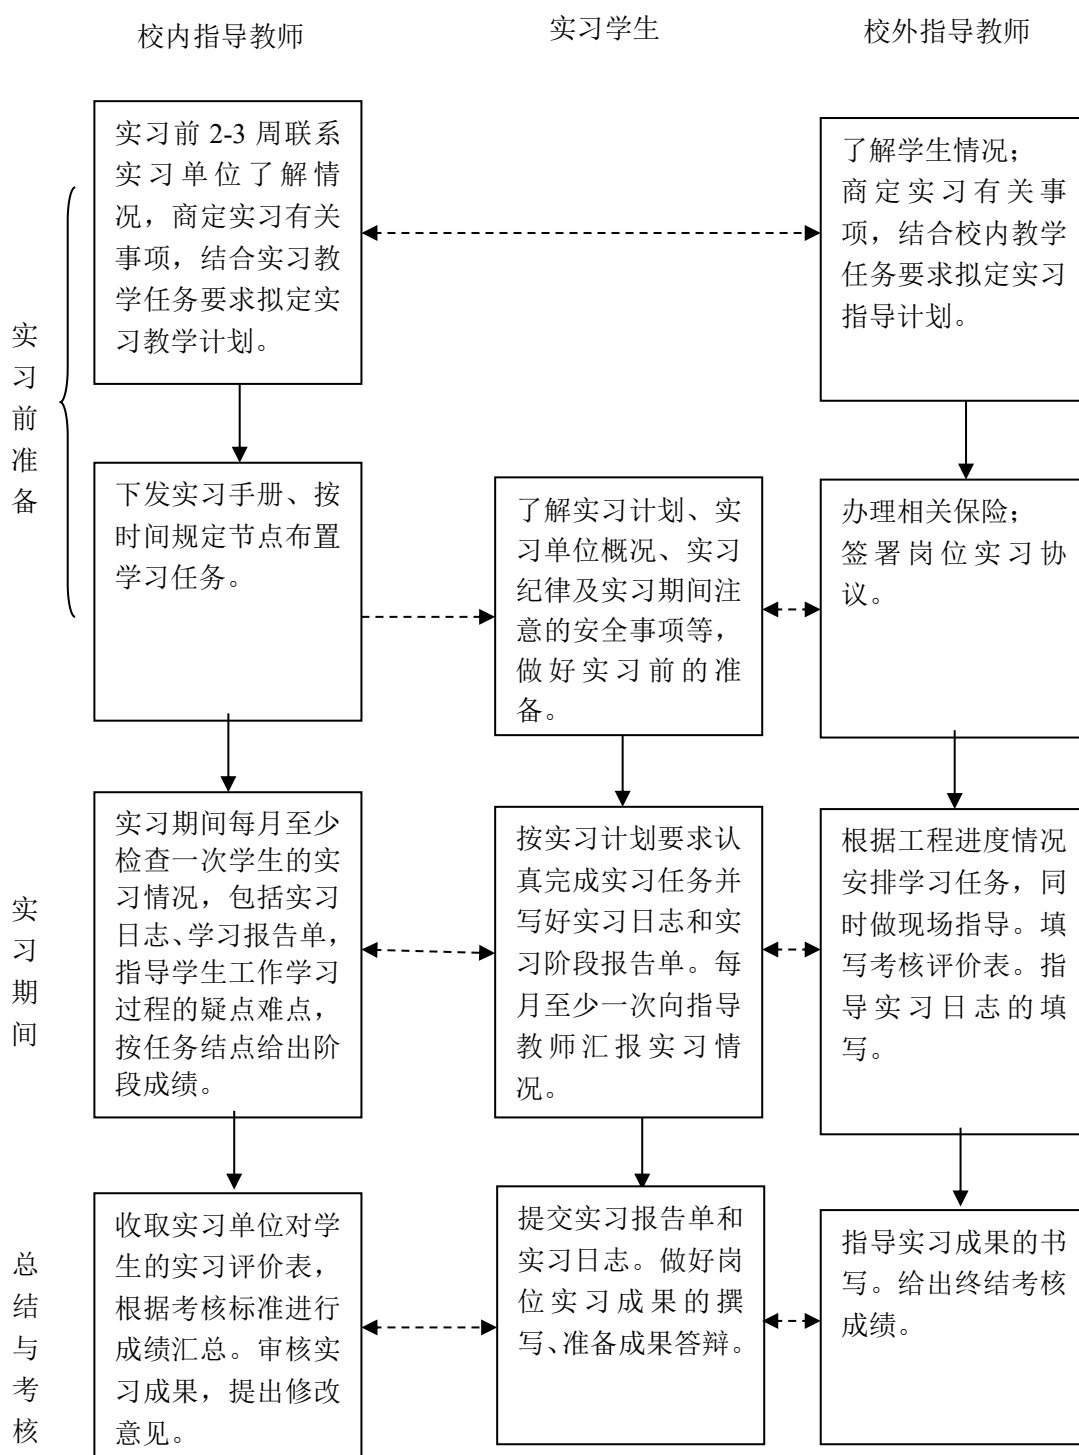 校内指导教师
实习学生
校外指导教师
实习前准备
实习前 2-3 周联系
实习单位了解情
况，商定实习有关
事项，结合实习教
学任务要求拟定实
习教学计划。
了解学生情况；
商定实习有关事
项，结合校内教学
任务要求拟定实习
指导计划。
下发实习手册、按
时间规定节点布置
学习任务。
了解实习计划、实
习单位概况、实习
纪律及实习期间注
意的安全事项等，
做好实习前的准
备。
办理相关保险；
签署岗位实习协
议。
实习期间
实习期间每月至少
检查一次学生的实
习情况，包括实习
日志、学习报告单，
指导学生工作学习
过程的疑点难点，
按任务结点给出阶
段成绩。
按实习计划要求认
真完成实习任务并
写好实习日志和实
习阶段报告单。每
月至少一次向指导
教师汇报实习情
况。
根据工程进度情况
安排学习任务，同
时做现场指导。填
写考核评价表。指
导实习日志的填
写。
总结与考核
收取实习单位对学
生的实习评价表，
根据考核标准进行
成绩汇总。审核实
习成果，提出修改
意见。
提交实习报告单和
实习日志。做好岗
位实习成果的撰
写、准备成果答辩。
指导实习成果的书
写。给出终结考核
成绩。